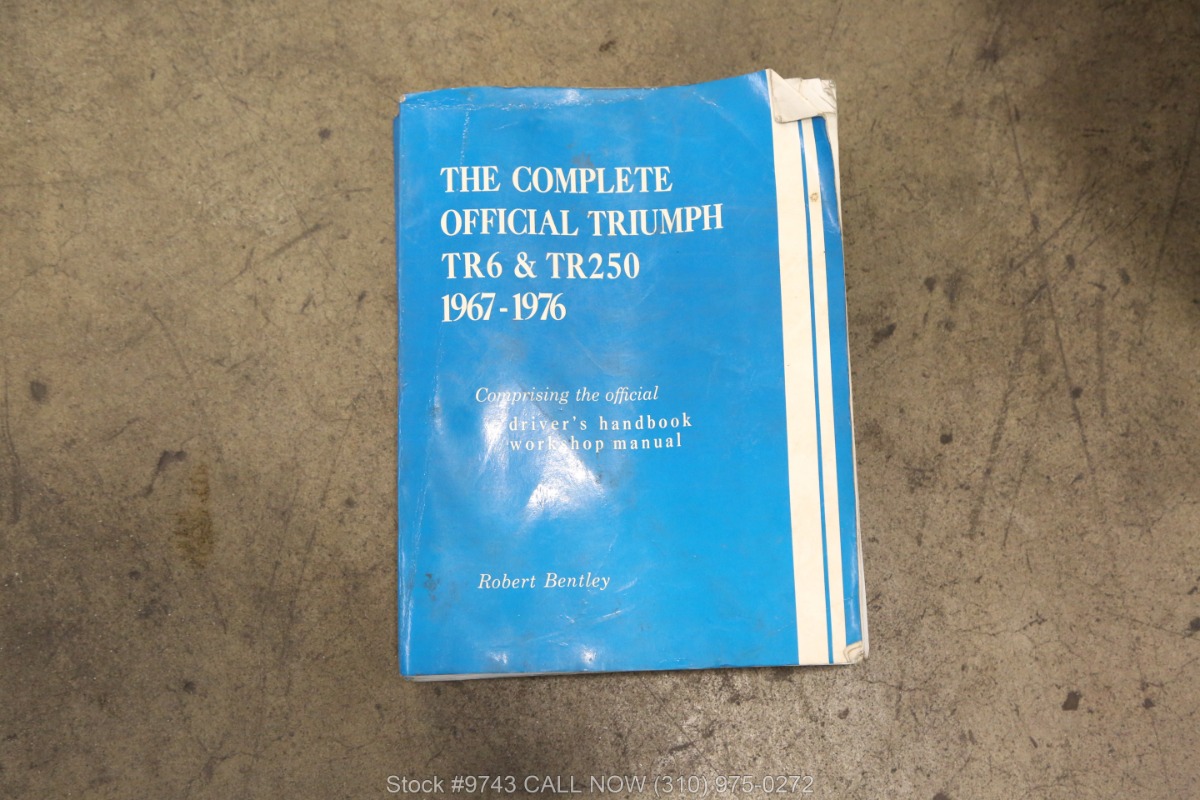 THE COMPLETE
OFFICIAL TRIUMPH
TR6 & TR250
1967-1976
Comprising the official
driver's handbook
workshop manual
Robert Bentley
Stock #9743 CALL NOW (310) 975-0272